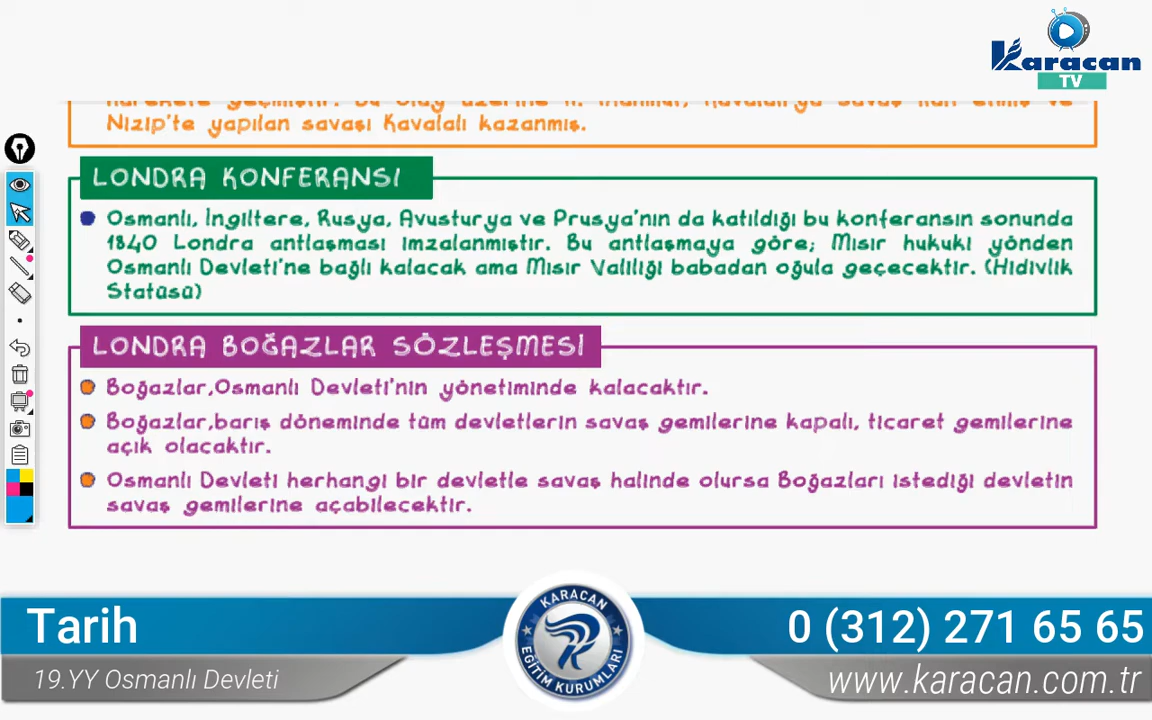 Karacan
TV
Nizip'te yapılan savaşı Kavalalı kazanmış.
LONDRA KONFERANSI
Osmanlı, İngiltere, Rusya, Avusturya ve Prusya'nın da katıldığı bu konferansın sonunda
1840 Londra antlaşması imzalanmıştır. Bu antlaşmaya göre; Mısır hukuki yönden
Osmanlı Devleti'ne bağlı kalacak ama Mısır Valiliği babadan oğula geçecektir. (Hidivlik
Statüsü)
LONDRA BOĞAZLAR SÖZLEŞMESİ
Boğazlar,Osmanlı Devleti'nin yönetiminde kalacaktır.
Boğazlar,barış döneminde tüm devletlerin savaş gemilerine kapalı, ticaret gemilerine
açık olacaktır.
Osmanlı Devleti herhangi bir devletle savaş halinde olursa Boğazları istediği devletin
savaş gemilerine açabilecektir.
Tarih
19.YY Osmanlı Devleti
KARACAN
EĞİTİM KURUMLARI
0 (312) 271 65 65
www.karacan.com.tr